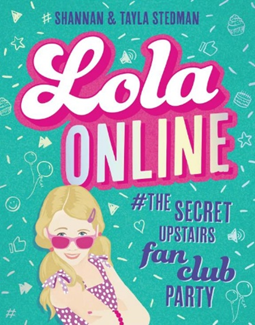 # SHANNAN & TAYLA STEDMAN
Lola
ONLINE
#THE
SECRET
UPSTAIRS
fan
club
PARTY
#